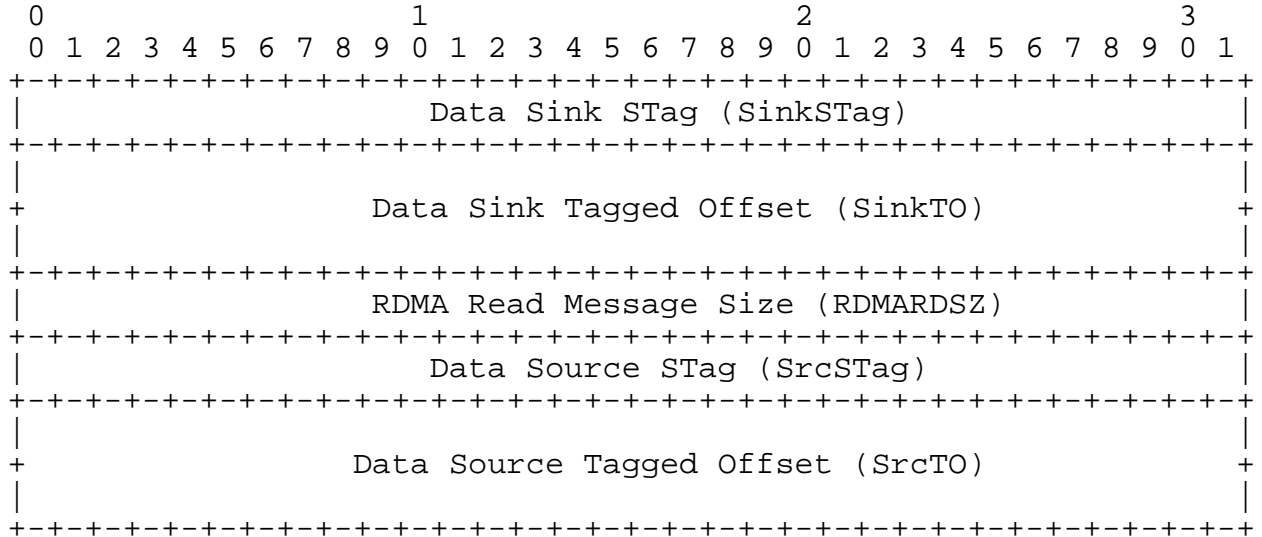 0                   1                   2                   3
0 1 2 3 4 5 6 7 8 9 0 1 2 3 4 5 6 7 8 9 0 1 2 3 4 5 6 7 8 9 0 1
+-+-+-+-+-+-+-+-+-+-+-+-+-+-+-+-+-+-+-+-+-+-+-+-+-+-+-+-+-+-+-+-+
|                     Data Sink STag (SinkSTag)                 |
+-+-+-+-+-+-+-+-+-+-+-+-+-+-+-+-+-+-+-+-+-+-+-+-+-+-+-+-+-+-+-+-+
|                                                               |
+                  Data Sink Tagged Offset (SinkTO)             +
|                                                               |
+-+-+-+-+-+-+-+-+-+-+-+-+-+-+-+-+-+-+-+-+-+-+-+-+-+-+-+-+-+-+-+-+
|                  RDMA Read Message Size (RDMARDSZ)            |
+-+-+-+-+-+-+-+-+-+-+-+-+-+-+-+-+-+-+-+-+-+-+-+-+-+-+-+-+-+-+-+-+
|                     Data Source STag (SrcSTag)                |
+-+-+-+-+-+-+-+-+-+-+-+-+-+-+-+-+-+-+-+-+-+-+-+-+-+-+-+-+-+-+-+-+
|                                                               |
+                 Data Source Tagged Offset (SrcTO)             +
|                                                               |
+-+-+-+-+-+-+-+-+-+-+-+-+-+-+-+-+-+-+-+-+-+-+-+-+-+-+-+-+-+-+-+-+